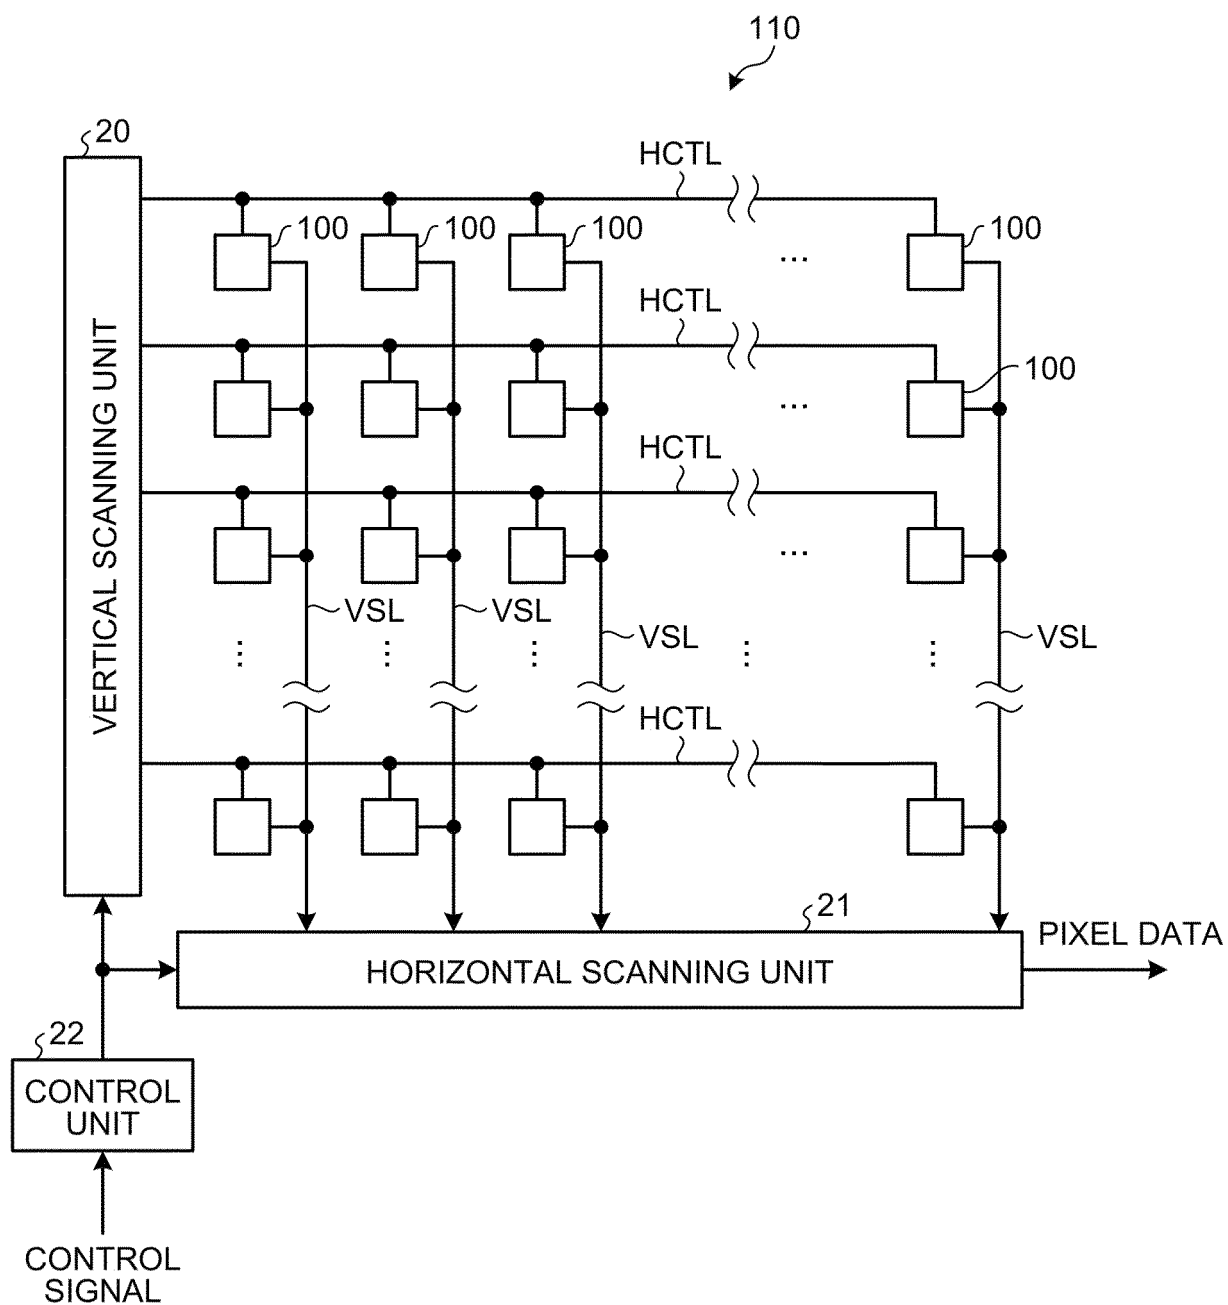 110
20
HCTL
100
100
100
100
HCTL
100
HCTL
VERTICAL SCANNING UNIT
VSL
VSL
VSL
VSL
HCTL
21
PIXEL DATA
HORIZONTAL SCANNING UNIT
22
CONTROL
UNIT
CONTROL
SIGNAL